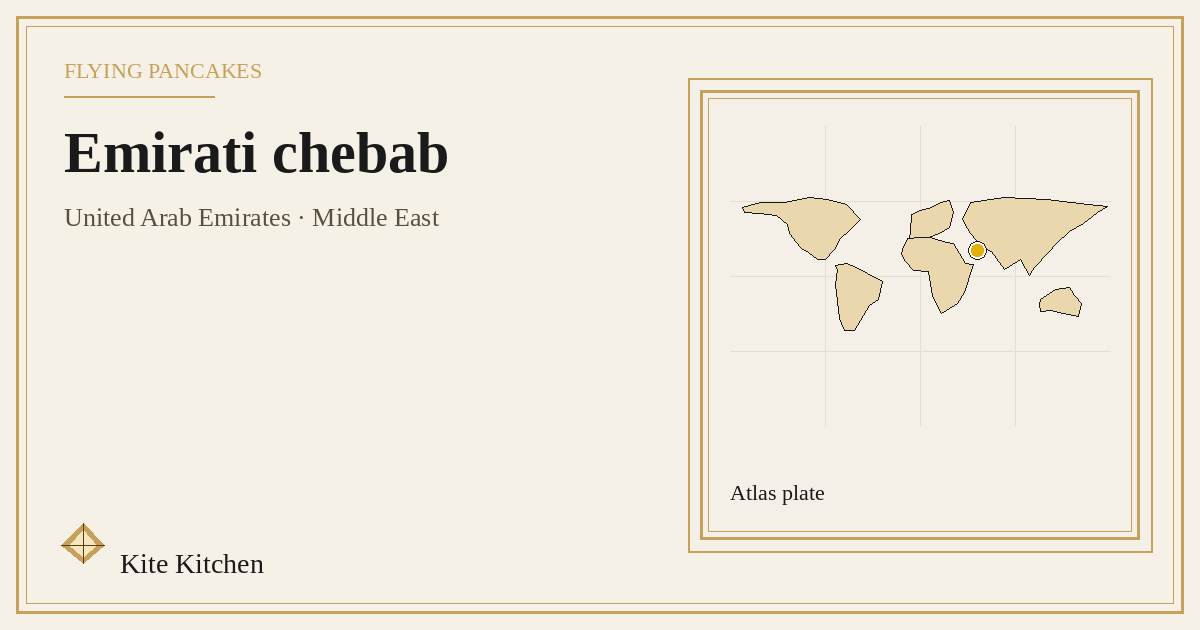 FLYING PANCAKES
Emirati chebab
United Arab Emirates · Middle East
Atlas plate
Kite Kitchen